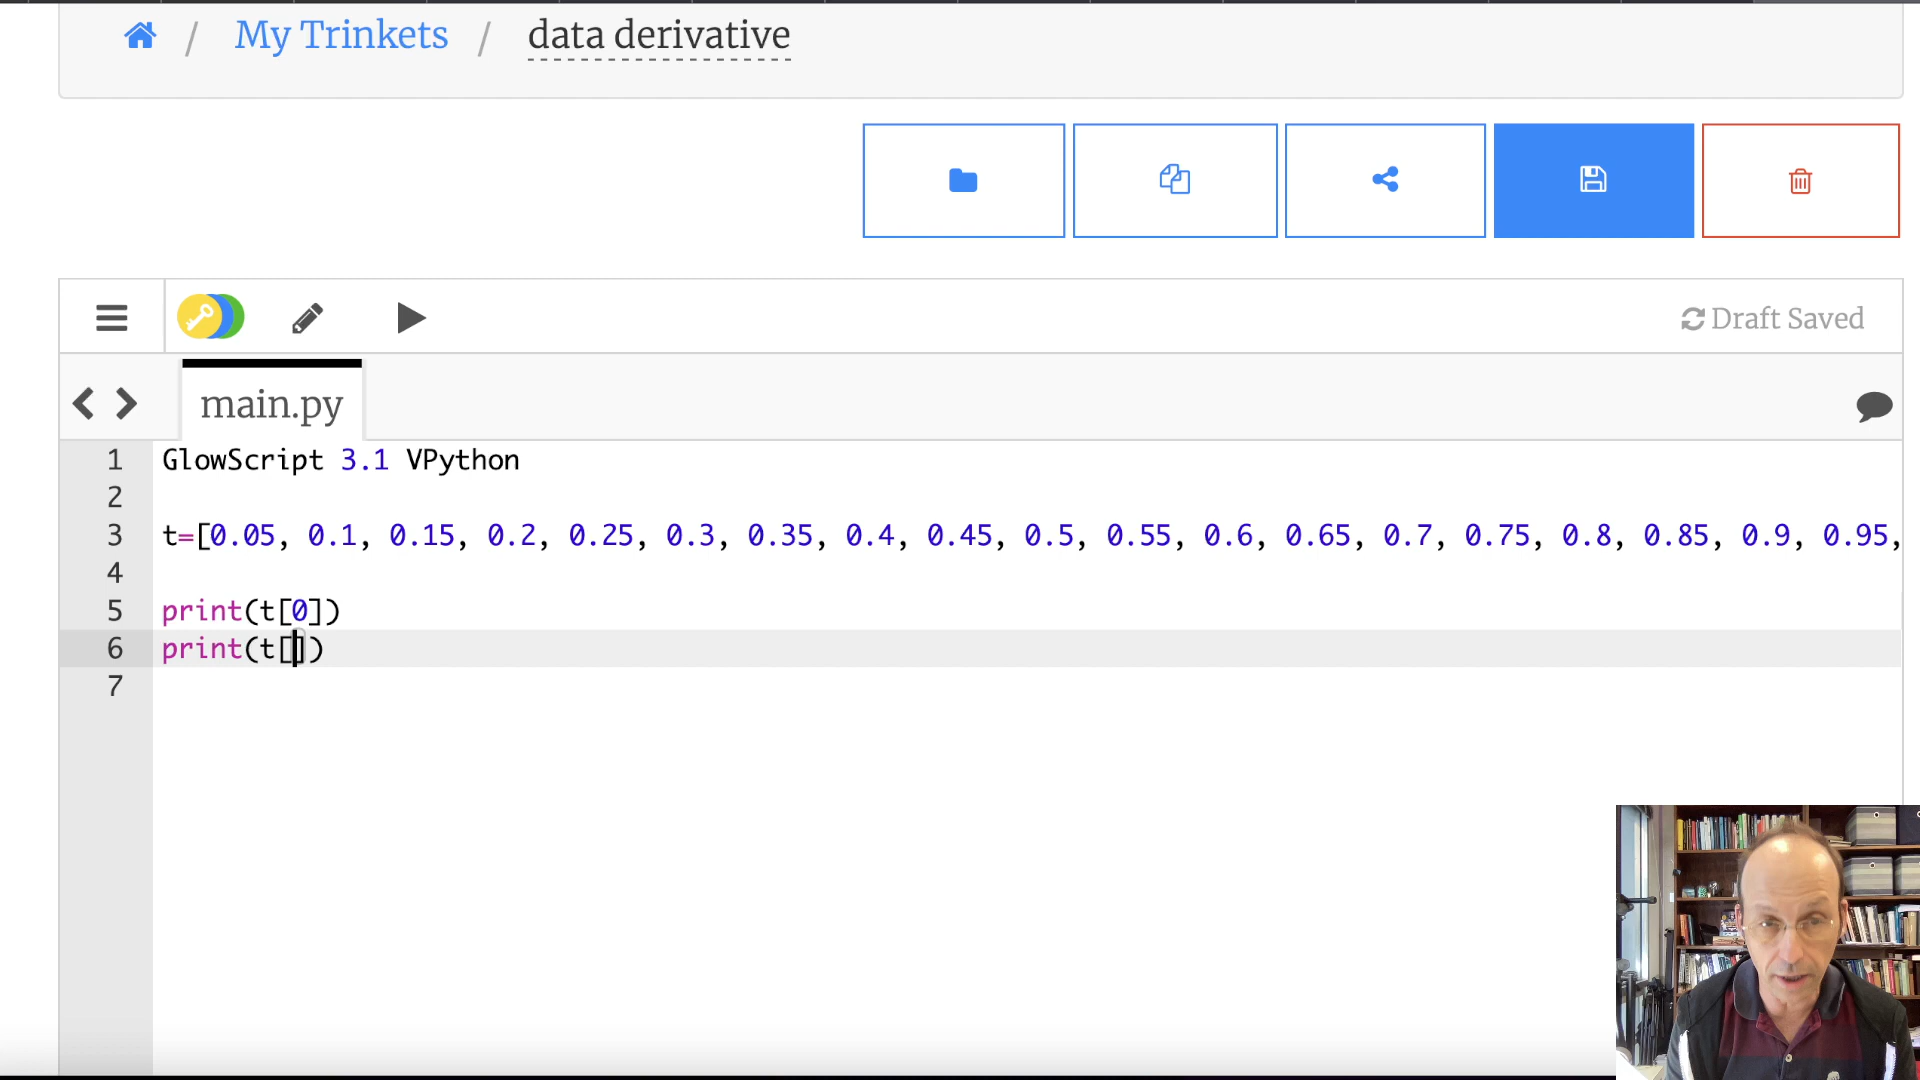 / My Trinkets / data derivative
Draft Saved
main.py
1 GlowScript 3.1 VPython
2
3 t=[0.05, 0.1, 0.15, 0.2, 0.25, 0.3, 0.35, 0.4, 0.45, 0.5, 0.55, 0.6, 0.65, 0.7, 0.75, 0.8, 0.85, 0.9, 0.95,
4
5 print(t[0])
6 print(t[])
7